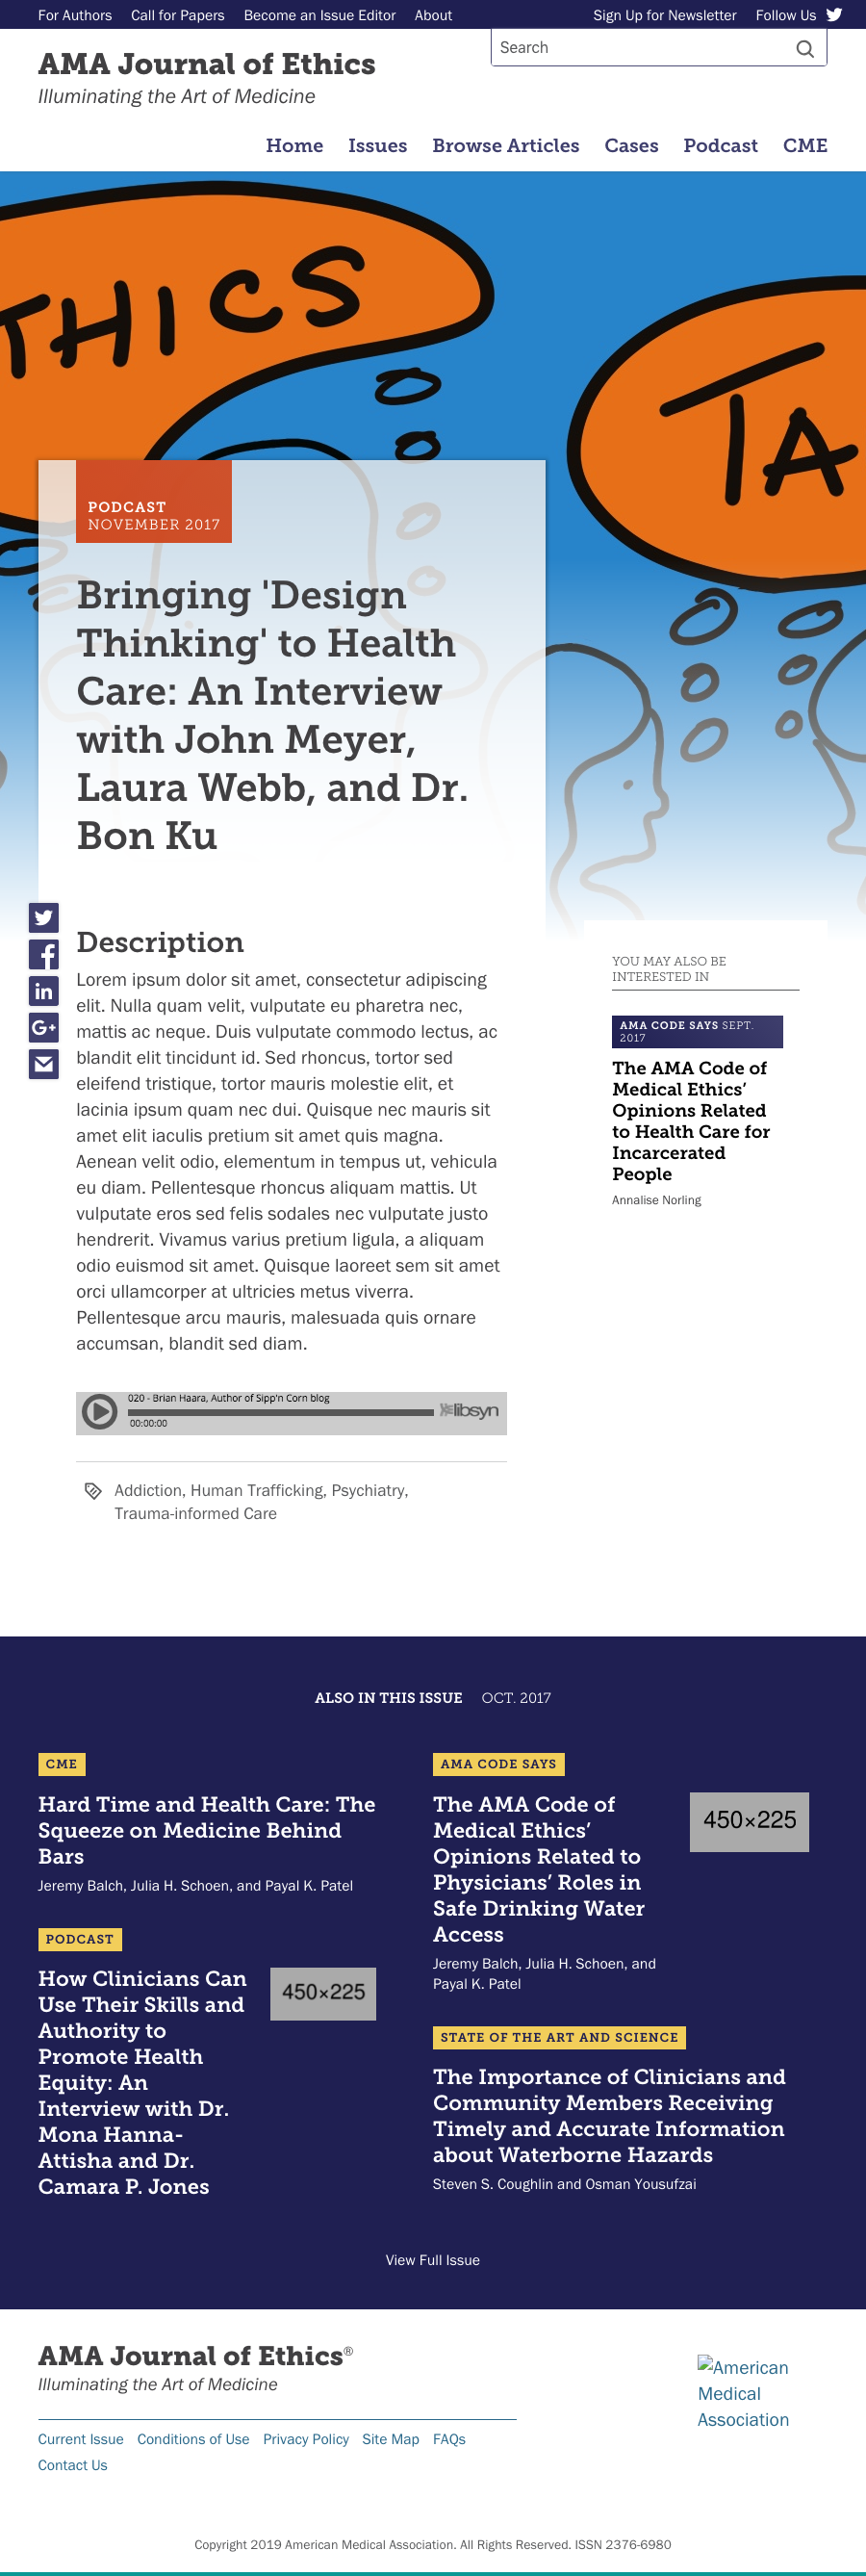 For Authors Call for Papers Become an Issue Editor About Sign Up for Newsletter Follow Us
AMA Journal of Ethics
Illuminating the Art of Medicine
Search
Home Issues Browse Articles Cases Podcast CME
THICS
TA
PODCAST
NOVEMBER 2017
Bringing 'Design
Thinking' to Health
Care: An Interview
with John Meyer,
Laura Webb, and Dr.
Bon Ku
Description
Lorem ipsum dolor sit amet, consectetur adipiscing
elit. Nulla quam velit, vulputate eu pharetra nec,
mattis ac neque. Duis vulputate commodo lectus, ac
blandit elit tincidunt id. Sed rhoncus, tortor sed
eleifend tristique, tortor mauris molestie elit, et
lacinia ipsum quam nec dui. Quisque nec mauris sit
amet elit iaculis pretium sit amet quis magna.
Aenean velit odio, elementum in tempus ut, vehicula
eu diam. Pellentesque rhoncus aliquam mattis. Ut
vulputate eros sed felis sodales nec vulputate justo
hendrerit. Vivamus varius pretium ligula, a aliquam
odio euismod sit amet. Quisque laoreet sem sit amet
orci ullamcorper at ultricies metus viverra.
Pellentesque arcu mauris, malesuada quis ornare
accumsan, blandit sed diam.
020 - Brian Haara, Author of Sipp'n Corn blog
00:00:00
libsyn
Addiction, Human Trafficking, Psychiatry,
Trauma-informed Care
YOU MAY ALSO BE
INTERESTED IN
AMA CODE SAYS SEPT.
2017
The AMA Code of
Medical Ethics’
Opinions Related
to Health Care for
Incarcerated
People
Annalise Norling
ALSO IN THIS ISSUE OCT. 2017
CME
Hard Time and Health Care: The
Squeeze on Medicine Behind
Bars
Jeremy Balch, Julia H. Schoen, and Payal K. Patel
PODCAST
How Clinicians Can
Use Their Skills and
Authority to
Promote Health
Equity: An
Interview with Dr.
Mona Hanna-
Attisha and Dr.
Camara P. Jones
450×225
AMA CODE SAYS
The AMA Code of
Medical Ethics’
Opinions Related to
Physicians’ Roles in
Safe Drinking Water
Access
450×225
Jeremy Balch, Julia H. Schoen, and
Payal K. Patel
STATE OF THE ART AND SCIENCE
The Importance of Clinicians and
Community Members Receiving
Timely and Accurate Information
about Waterborne Hazards
Steven S. Coughlin and Osman Yousufzai
View Full Issue
AMA Journal of Ethics®
Illuminating the Art of Medicine
American
Medical
Association
Current Issue Conditions of Use Privacy Policy Site Map FAQs
Contact Us
Copyright 2019 American Medical Association. All Rights Reserved. ISSN 2376-6980